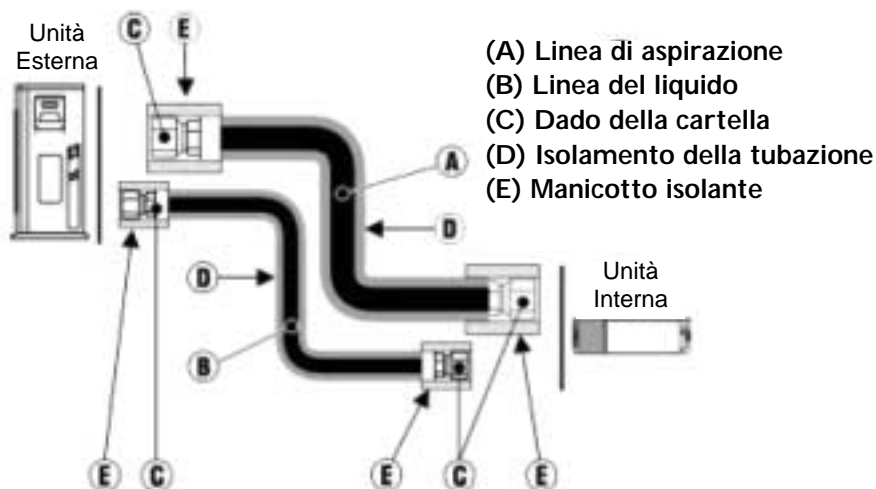 Unità
Esterna
C E
(A) Linea di aspirazione
(B) Linea del liquido
(C) Dado della cartella
(D) Isolamento della tubazione
(E) Manicotto isolante
A
D
D
Unità
Interna
B
E C E C E